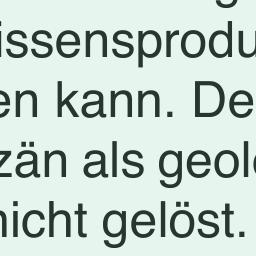 issensprodu
en kann. De
zän als geol
nicht gelöst.